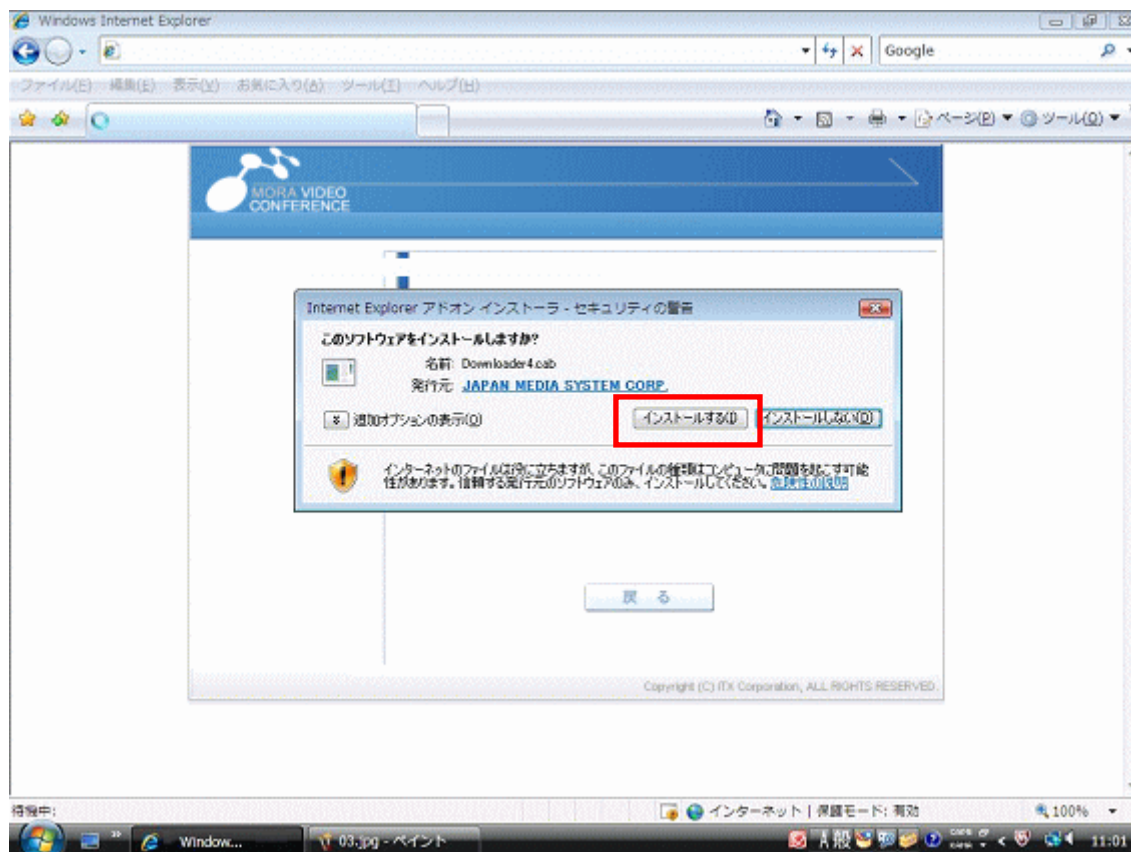 Windows Internet Explorer
Google
ファイル(F) 編集(E) 表示(V) お気に入り(A) ツール(T) ヘルプ(H)
ページ(P) ツール(O)
MORA VIDEO
CONFERENCE
Internet Explorer アドオン インストーラ - セキュリティの警告
このソフトウェアをインストールしますか?
名前: Downloader4.cab
発行元: JAPAN MEDIA SYSTEM CORP.
追加オプションの表示(O)
インストールする(I)
インストールしない(D)
インターネットのファイルは役に立ちますが、このファイルの種類はコンピュータに問題を起こす可能
性があります。信頼する発行元のソフトウェアのみ、インストールしてください。危険性の説明
戻 る
Copyright (C) ITX Corporation, ALL RIGHTS RESERVED.
待機中:
インターネット | 保護モード: 有効
100%
Window...
03.jpg - ペイント
A 般
11:01